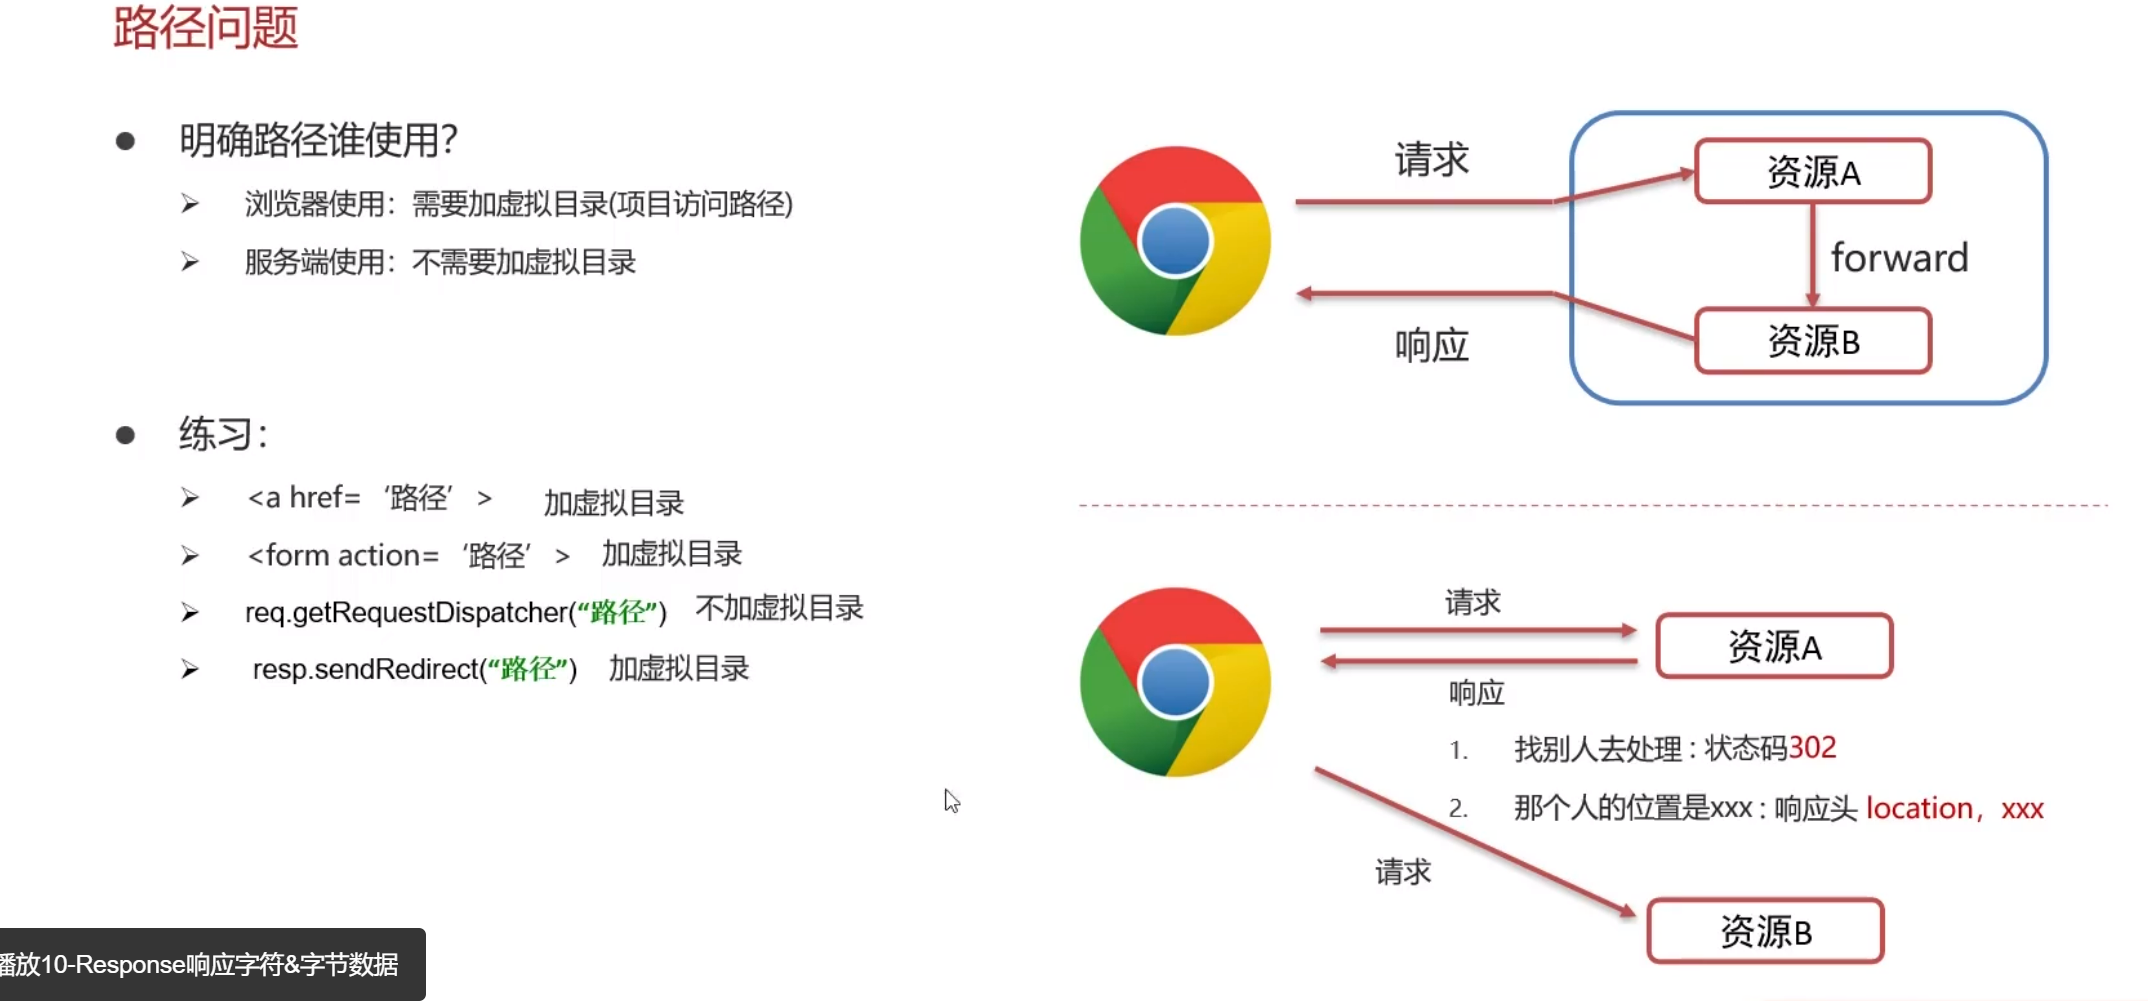 路径问题
明确路径谁使用?
浏览器使用：需要加虚拟目录(项目访问路径)
服务端使用：不需要加虚拟目录
练习：
<a href=‘路径’> 加虚拟目录
<form action=‘路径’> 加虚拟目录
req.getRequestDispatcher(“路径”) 不加虚拟目录
resp.sendRedirect(“路径”) 加虚拟目录
请求
资源A
forward
响应
资源B
请求
资源A
响应
1. 找别人去处理：状态码302
2. 那个人的位置是xxx：响应头 location，xxx
请求
资源B
播放10-Response响应字符&字节数据